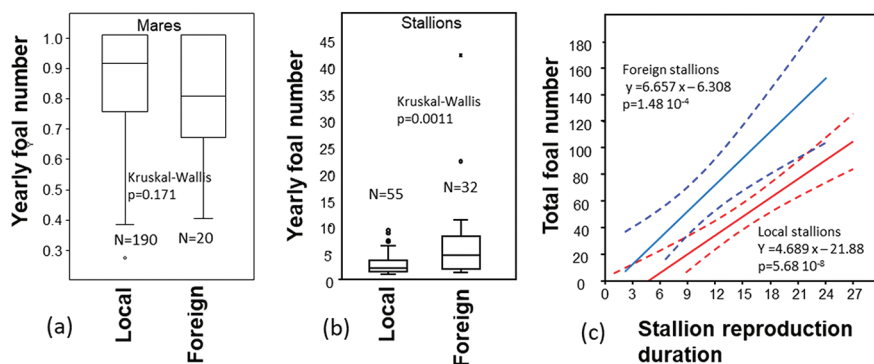 Mares
Yearly foal number
1.0
0.9
0.8
0.7
0.6
0.5
0.4
0.3
Kruskal-Wallis
p=0.171
N=190
N=20
(a)
Local
Foreign
Stallions
Yearly foal number
45
40
35
30
25
20
15
10
5
0
Kruskal-Wallis
p=0.0011
N=55
N=32
(b)
Local
Foreign
Total foal number
180
160
140
120
100
80
60
40
20
0
Foreign stallions
y =6.657 x – 6.308
p=1.48 10⁻⁴
Local stallions
Y =4.689 x – 21.88
p=5.68 10⁻⁸
0 3 6 9 12 15 18 21 24 27
(c)
Stallion reproduction
duration